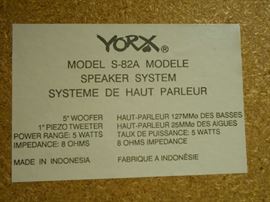 YORX®
MODEL S-82A MODELE
SPEAKER SYSTEM
SYSTEME DE HAUT PARLEUR
5" WOOFER HAUT-PARLEUR 127MMø DES BASSES
1" PIEZO TWEETER HAUT-PARLEUR 25MMø DES AIGUES
POWER RANGE: 5 WATTS TAUX DE PUISSANCE: 5 WATTS
IMPEDANCE: 8 OHMS 8 OHMS IMPEDANCE
MADE IN INDONESIA FABRIQUE A INDONÉSIE